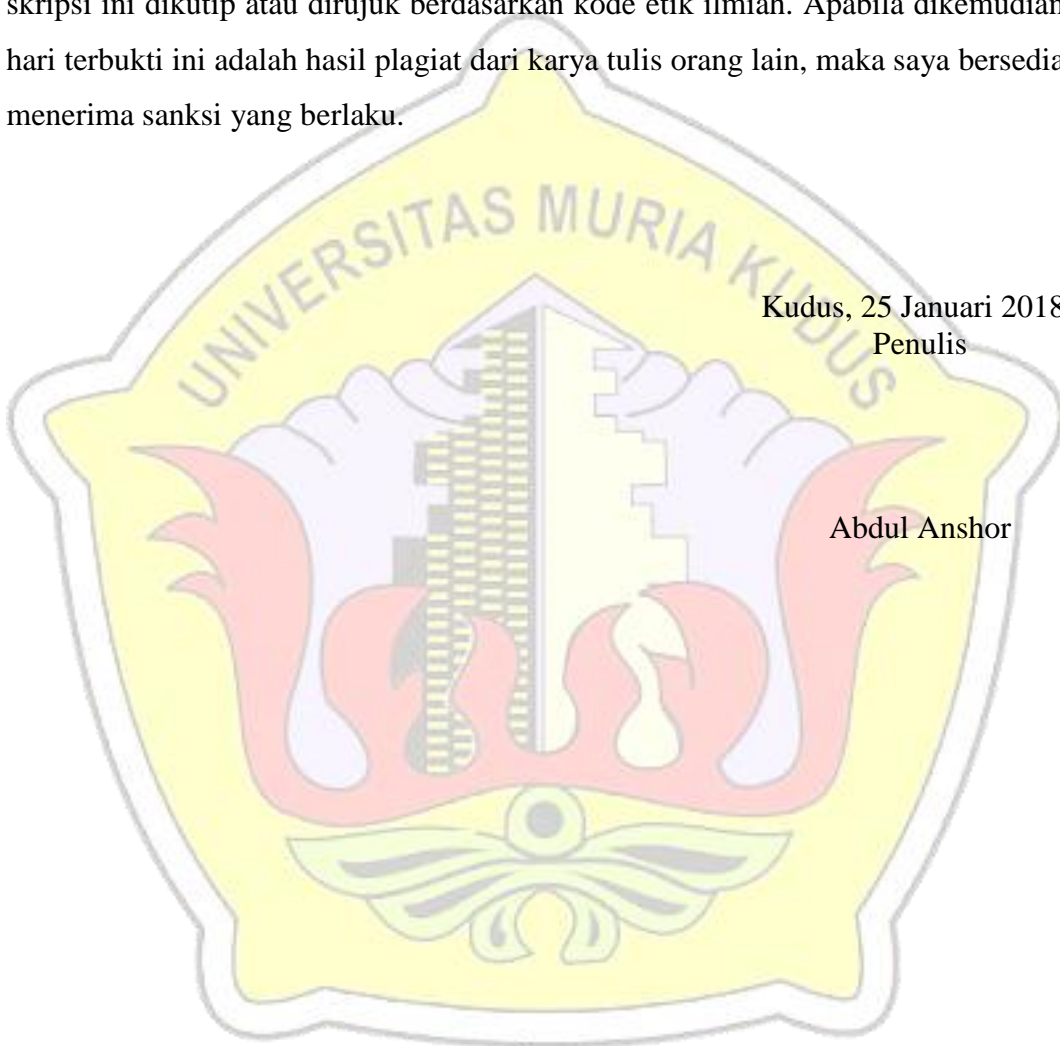 skripsi ini dikutip atau dirujuk berdasarkan kode etik ilmiah. Apabila dikemudian
hari terbukti ini adalah hasil plagiat dari karya tulis orang lain, maka saya bersedia
menerima sanksi yang berlaku.
UNIVERSITAS MURIA KUDUS
Kudus, 25 Januari 2018
Penulis
Abdul Anshor